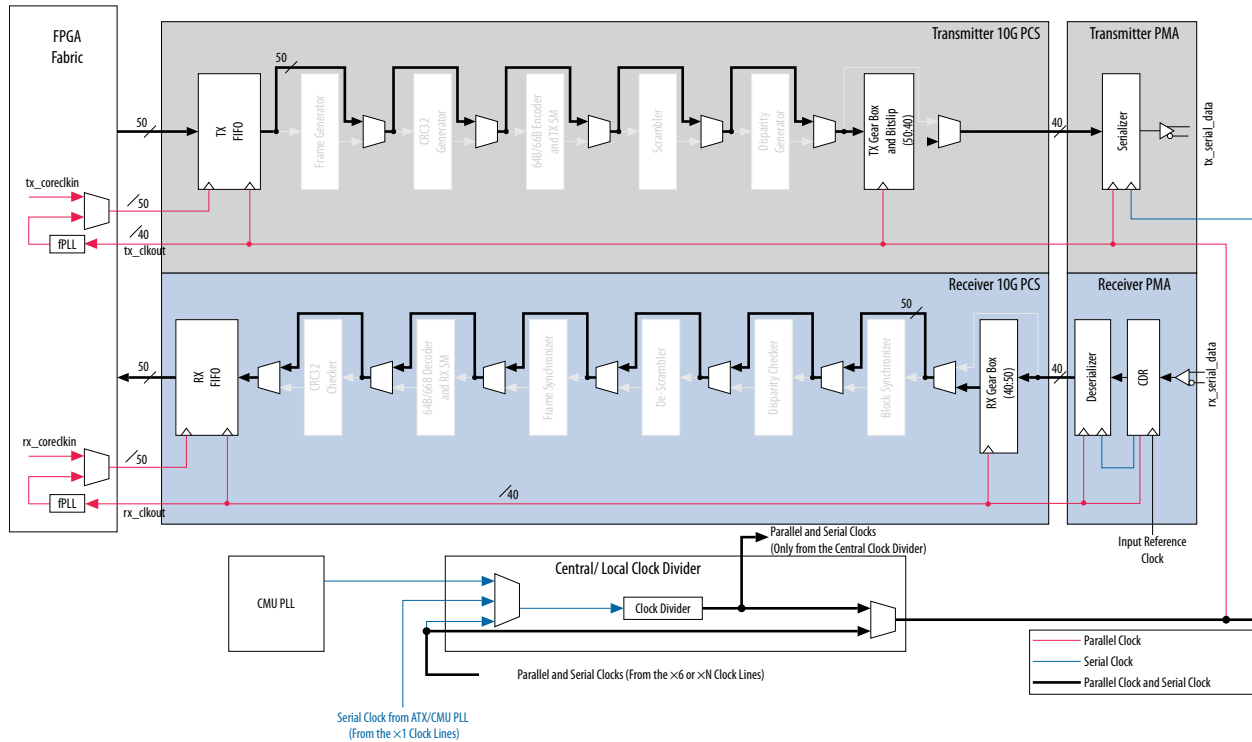 FPGA
Fabric
Transmitter 10G PCS
Transmitter PMA
50
50
50
TX
FIFO
Frame Generator
CRC32
Generator
64B/66B Encoder
and TX SM
Scrambler
Disparity
Generator
TX Gear Box
and Bitslip
(50:40)
40
Serializer
tx_serial_data
tx_coreclkin
50
40
fPLL
tx_clkout
Receiver 10G PCS
Receiver PMA
50
50
RX
FIFO
CRC32
Checker
64B/66B Decoder
and RX SM
Frame Synchronizer
De-Scrambler
Disparity Checker
Block Synchronizer
RX Gear Box
(40:50)
40
Deserializer
CDR
rx_serial_data
rx_coreclkin
50
40
fPLL
rx_clkout
Input Reference
Clock
Parallel and Serial Clocks
(Only from the Central Clock Divider)
Central/ Local Clock Divider
CMU PLL
Clock Divider
Parallel and Serial Clocks (From the ×6 or ×N Clock Lines)
Serial Clock from ATX/CMU PLL
(From the ×1 Clock Lines)
Parallel Clock
Serial Clock
Parallel Clock and Serial Clock